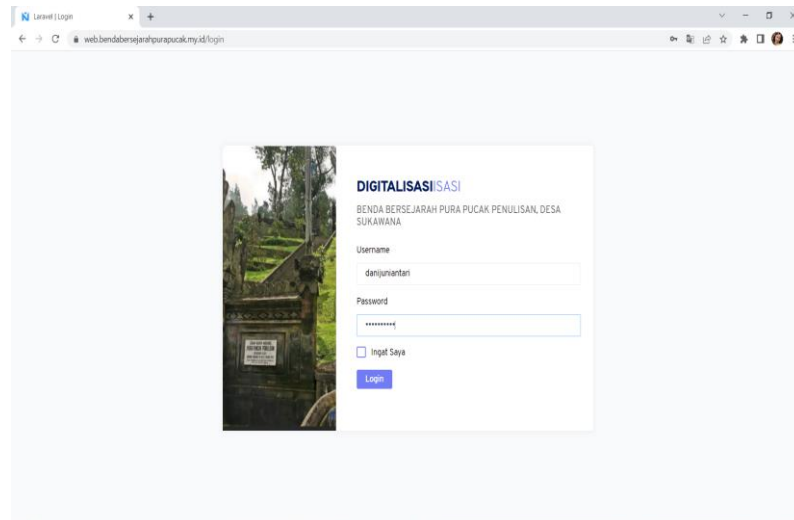 Laravel | Login
web.bendabersejarahpurapucak.my.id/login
DIGITALISASIISASI
BENDA BERSEJARAH PURA PUCAK PENULISAN, DESA
SUKAWANA
Username
danijuniantari
Password
••••••••••
Ingat Saya
Login